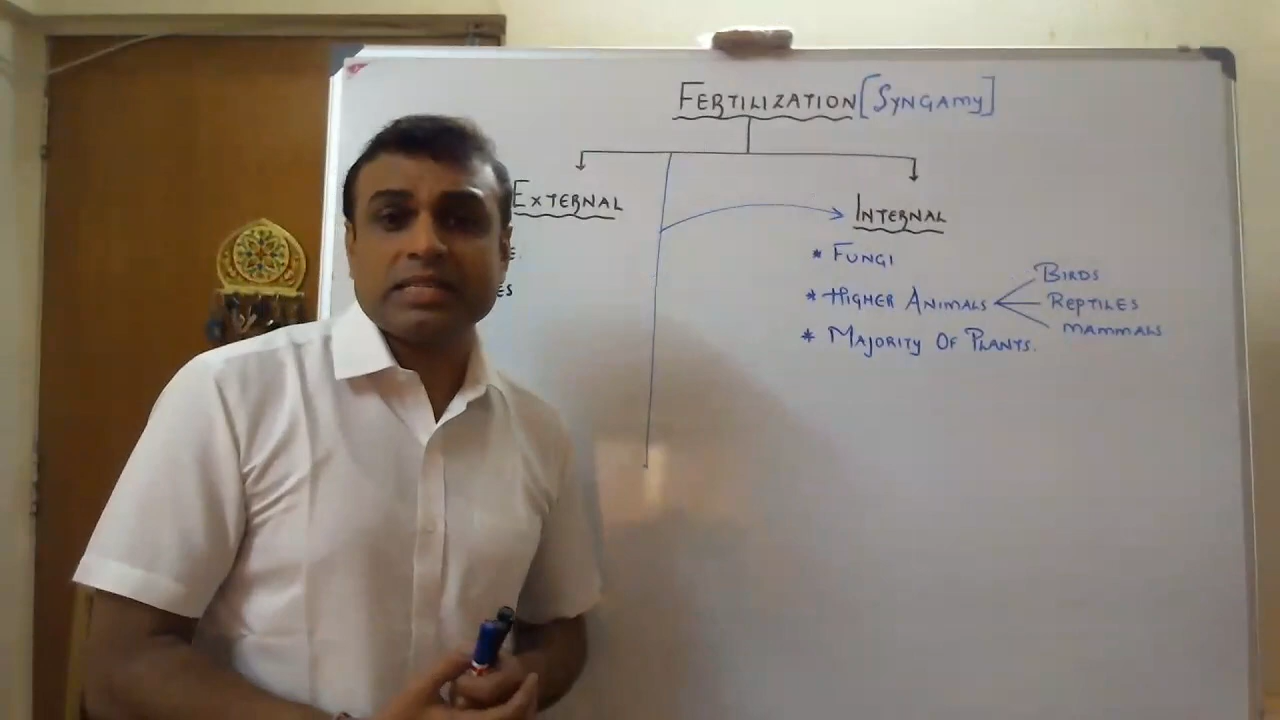 FERTILIZATION [SYNGAMY]
EXTERNAL
INTERNAL
* FUNGI
* HIGHER ANIMALS
BIRDS
REPTILES
MAMMALS
* MAJORITY OF PLANTS.